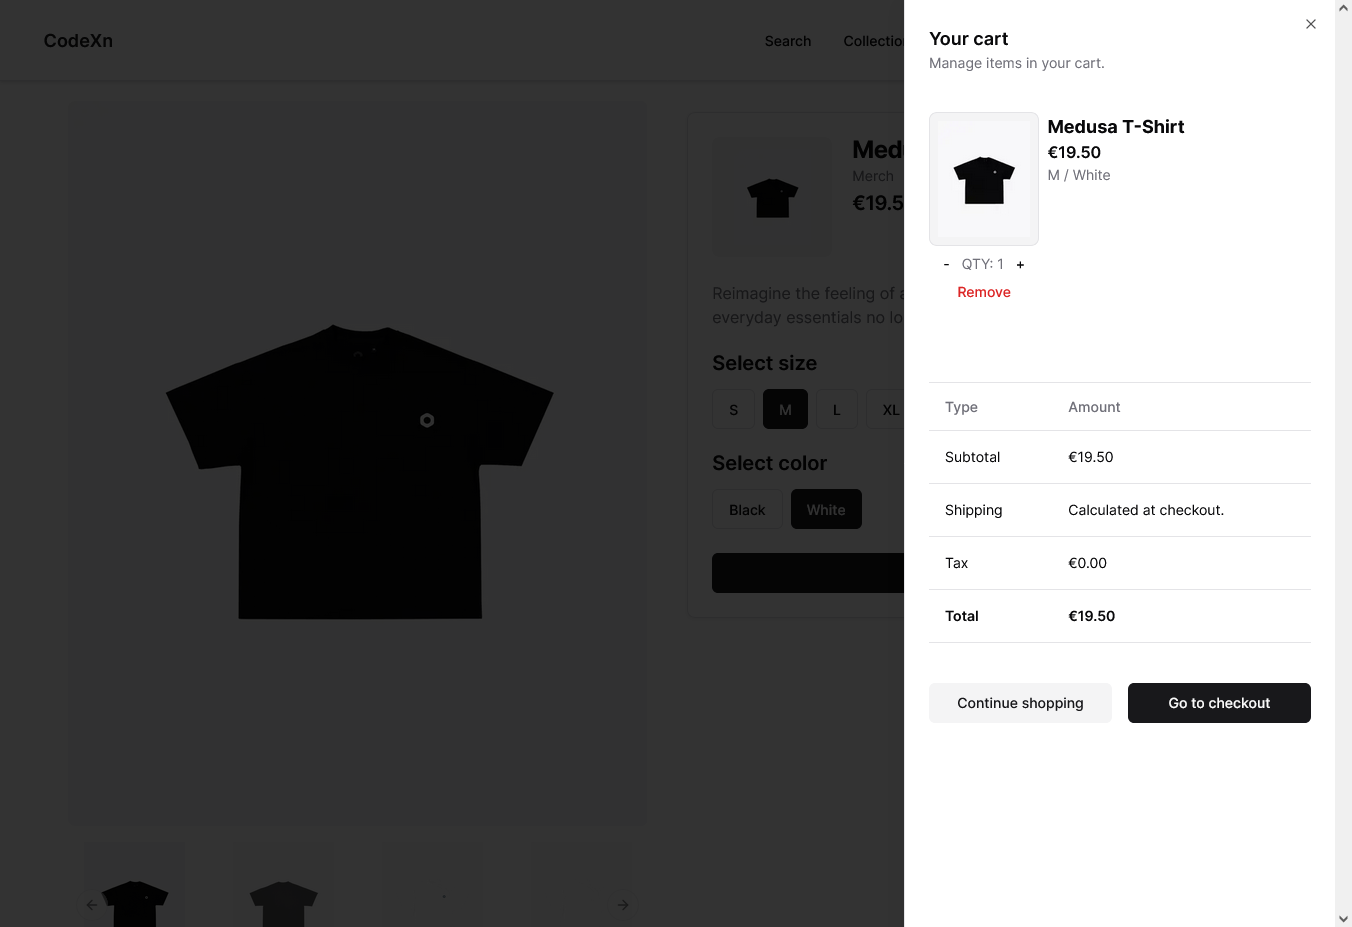 CodeXn
Search
Collectio
Medu
Merch
€19.5
Reimagine the feeling of a
everyday essentials no lo
Select size
S M L XL
Select color
Black White
Your cart
Manage items in your cart.
Medusa T-Shirt
€19.50
M / White
- QTY: 1 +
Remove
Type Amount
Subtotal €19.50
Shipping Calculated at checkout.
Tax €0.00
Total €19.50
Continue shopping Go to checkout